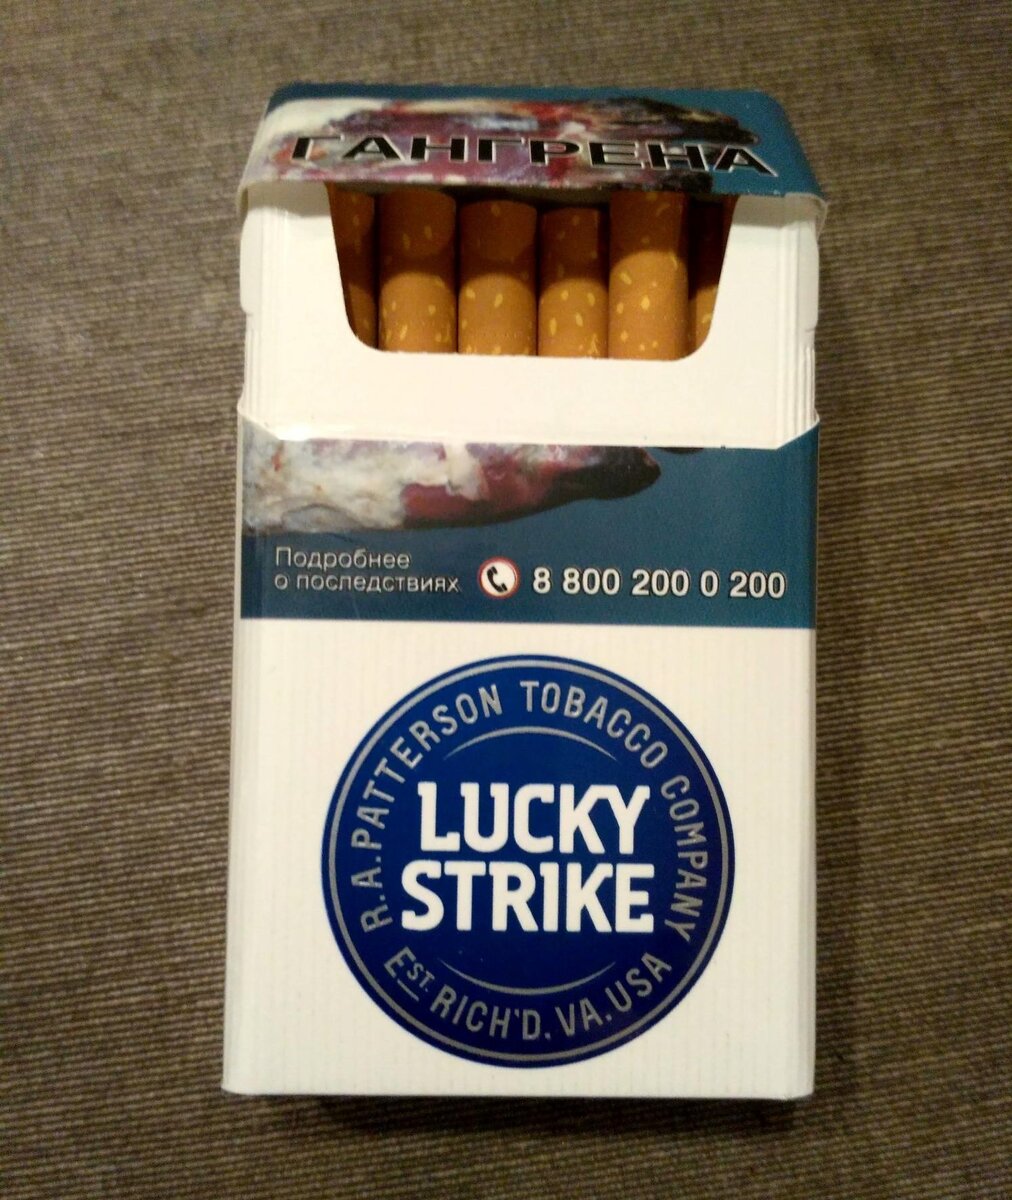 ГАНГРЕНА
Подробнее
о последствиях
8 800 200 0 200
R.A.PATTERSON TOBACCO COMPANY
LUCKY
STRIKE
EST. RICH'D. VA. USA